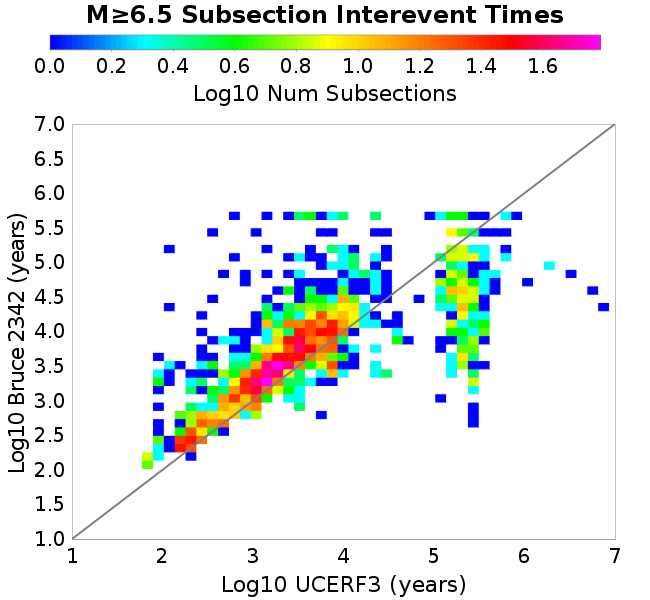 M≥6.5 Subsection Interevent Times
0.0 0.2 0.4 0.6 0.8 1.0 1.2 1.4 1.6
Log10 Num Subsections
Log10 Bruce 2342 (years)
7.0
6.5
6.0
5.5
5.0
4.5
4.0
3.5
3.0
2.5
2.0
1.5
1.0
1 2 3 4 5 6 7
Log10 UCERF3 (years)